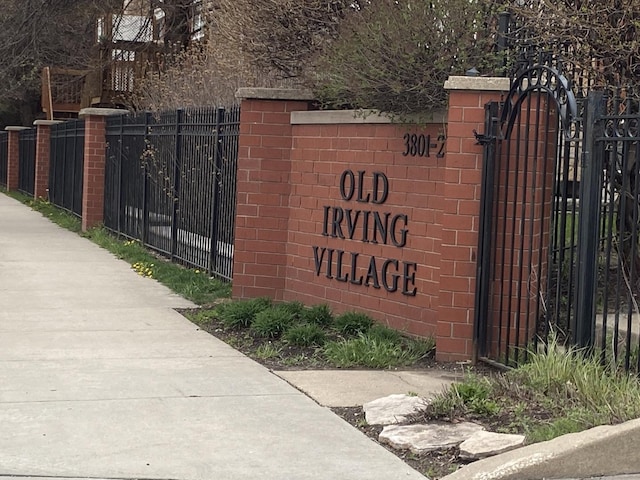 3801-2
OLD
IRVING
VILLAGE